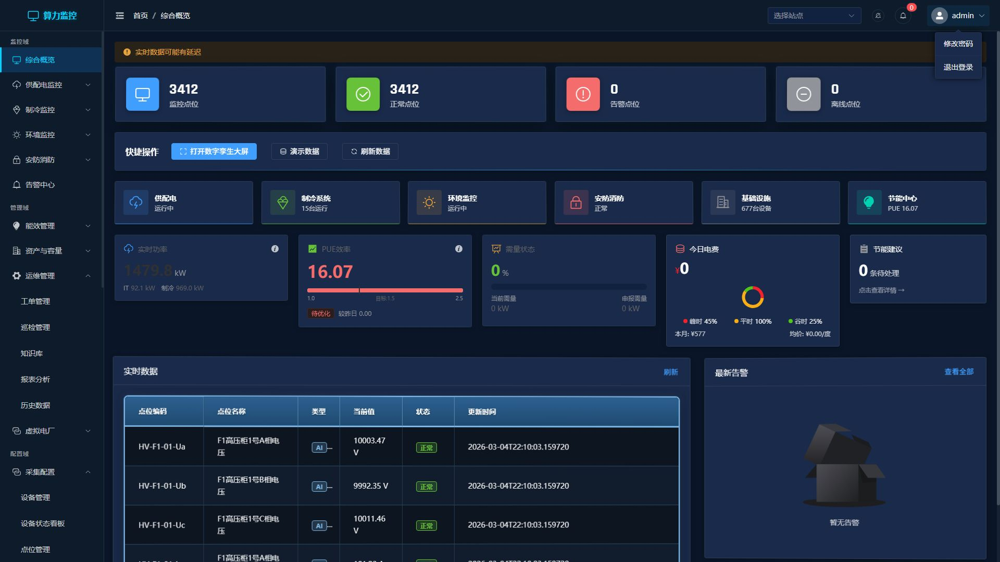 算力监控
首页 / 综合概览
选择站点
0
admin
修改密码
退出登录
监控域
综合概览
供配电监控
制冷监控
环境监控
安防消防
告警中心
管理域
能效管理
资产与容量
运维管理
工单管理
巡检管理
知识库
报表分析
历史数据
虚拟电厂
配置域
采集配置
设备管理
设备状态看板
点位管理
实时数据可能有延迟
3412
监控点位
3412
正常点位
0
告警点位
0
离线点位
快捷操作
打开数字孪生大屏
演示数据
刷新数据
供配电
运行中
制冷系统
15台运行
环境监控
运行中
安防消防
正常
基础设施
677台设备
节能中心
PUE 16.07
实时功率
1479.8 kW
IT 92.1 kW 制冷 969.0 kW
PUE效率
16.07
1.0 目标:1.5 2.5
待优化 较昨日 0.00
需量状态
0 %
当前需量 申报需量
0 kW 0 kW
今日电费
¥0
峰时 45% 平时 100% 谷时 25%
本月: ¥577 均价: ¥0.00/度
节能建议
0 条待处理
点击查看详情 →
实时数据 刷新
点位编码 点位名称 类型 当前值 状态 更新时间
HV-F1-01-Ua F1高压柜1号A相电压 AI... 10003.47 V 正常 2026-03-04T22:10:03.159720
HV-F1-01-Ub F1高压柜1号B相电压 AI... 9992.35 V 正常 2026-03-04T22:10:03.159720
HV-F1-01-Uc F1高压柜1号C相电压 AI... 10011.46 V 正常 2026-03-04T22:10:03.159720
F1高压柜1号A相电
最新告警 查看全部
暂无告警